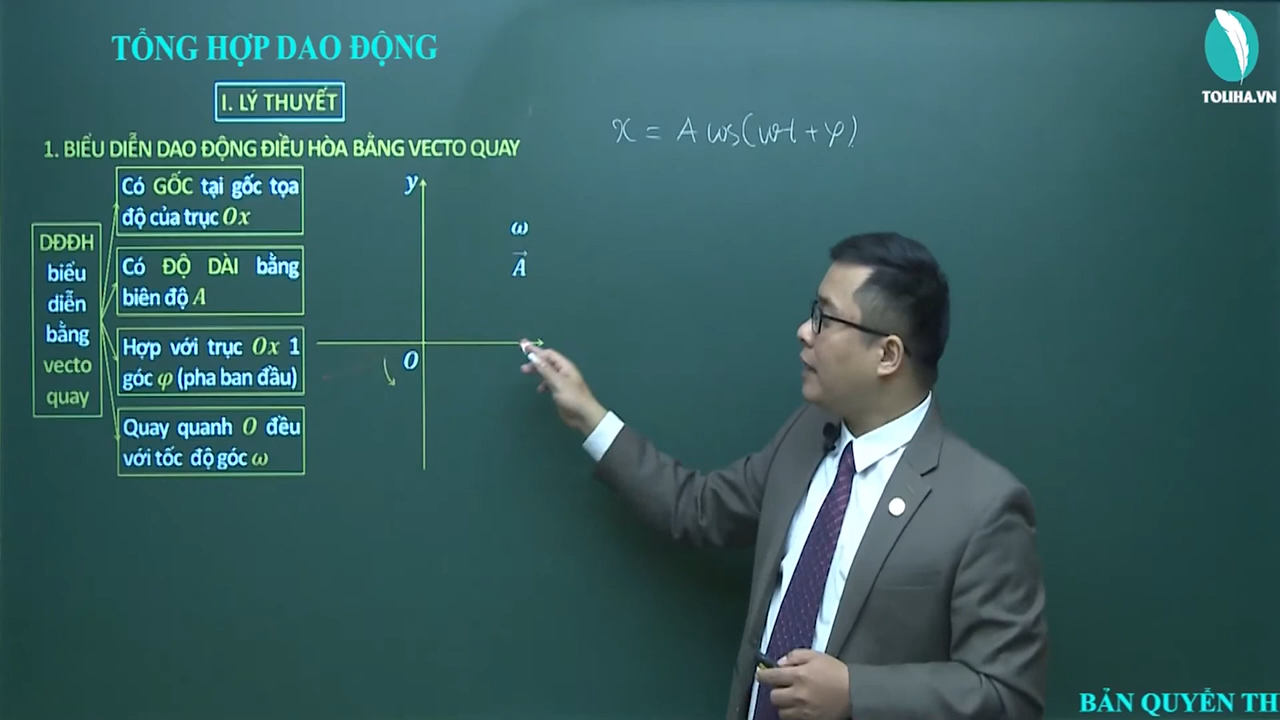 TỔNG HỢP DAO ĐỘNG
I. LÝ THUYẾT
1. BIỂU DIỄN DAO ĐỘNG ĐIỀU HÒA BẰNG VECTO QUAY
DĐĐH
biểu
diễn
bằng
vecto
quay
Có GỐC tại gốc tọa
độ của trục Ox
Có ĐỘ DÀI bằng
biên độ A
Hợp với trục Ox 1
góc φ (pha ban đầu)
Quay quanh O đều
với tốc độ góc ω
y
ω
A⃗
O
x = A cos(ωt + φ)
TOLIHA.VN
BẢN QUYỀN TH